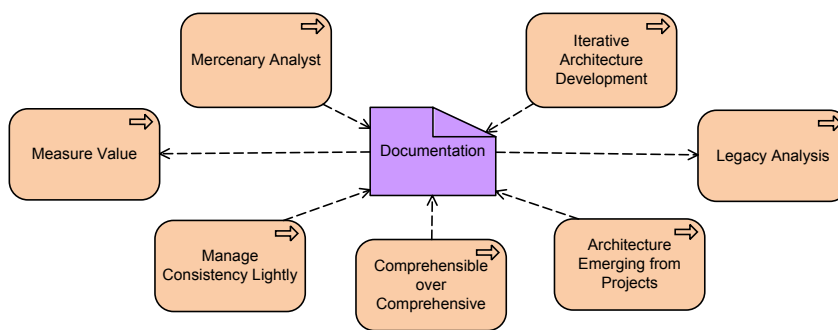 Mercenary Analyst
Iterative
Architecture
Development
Measure Value
Documentation
Legacy Analysis
Manage
Consistency Lightly
Comprehensible
over
Comprehensive
Architecture
Emerging from
Projects